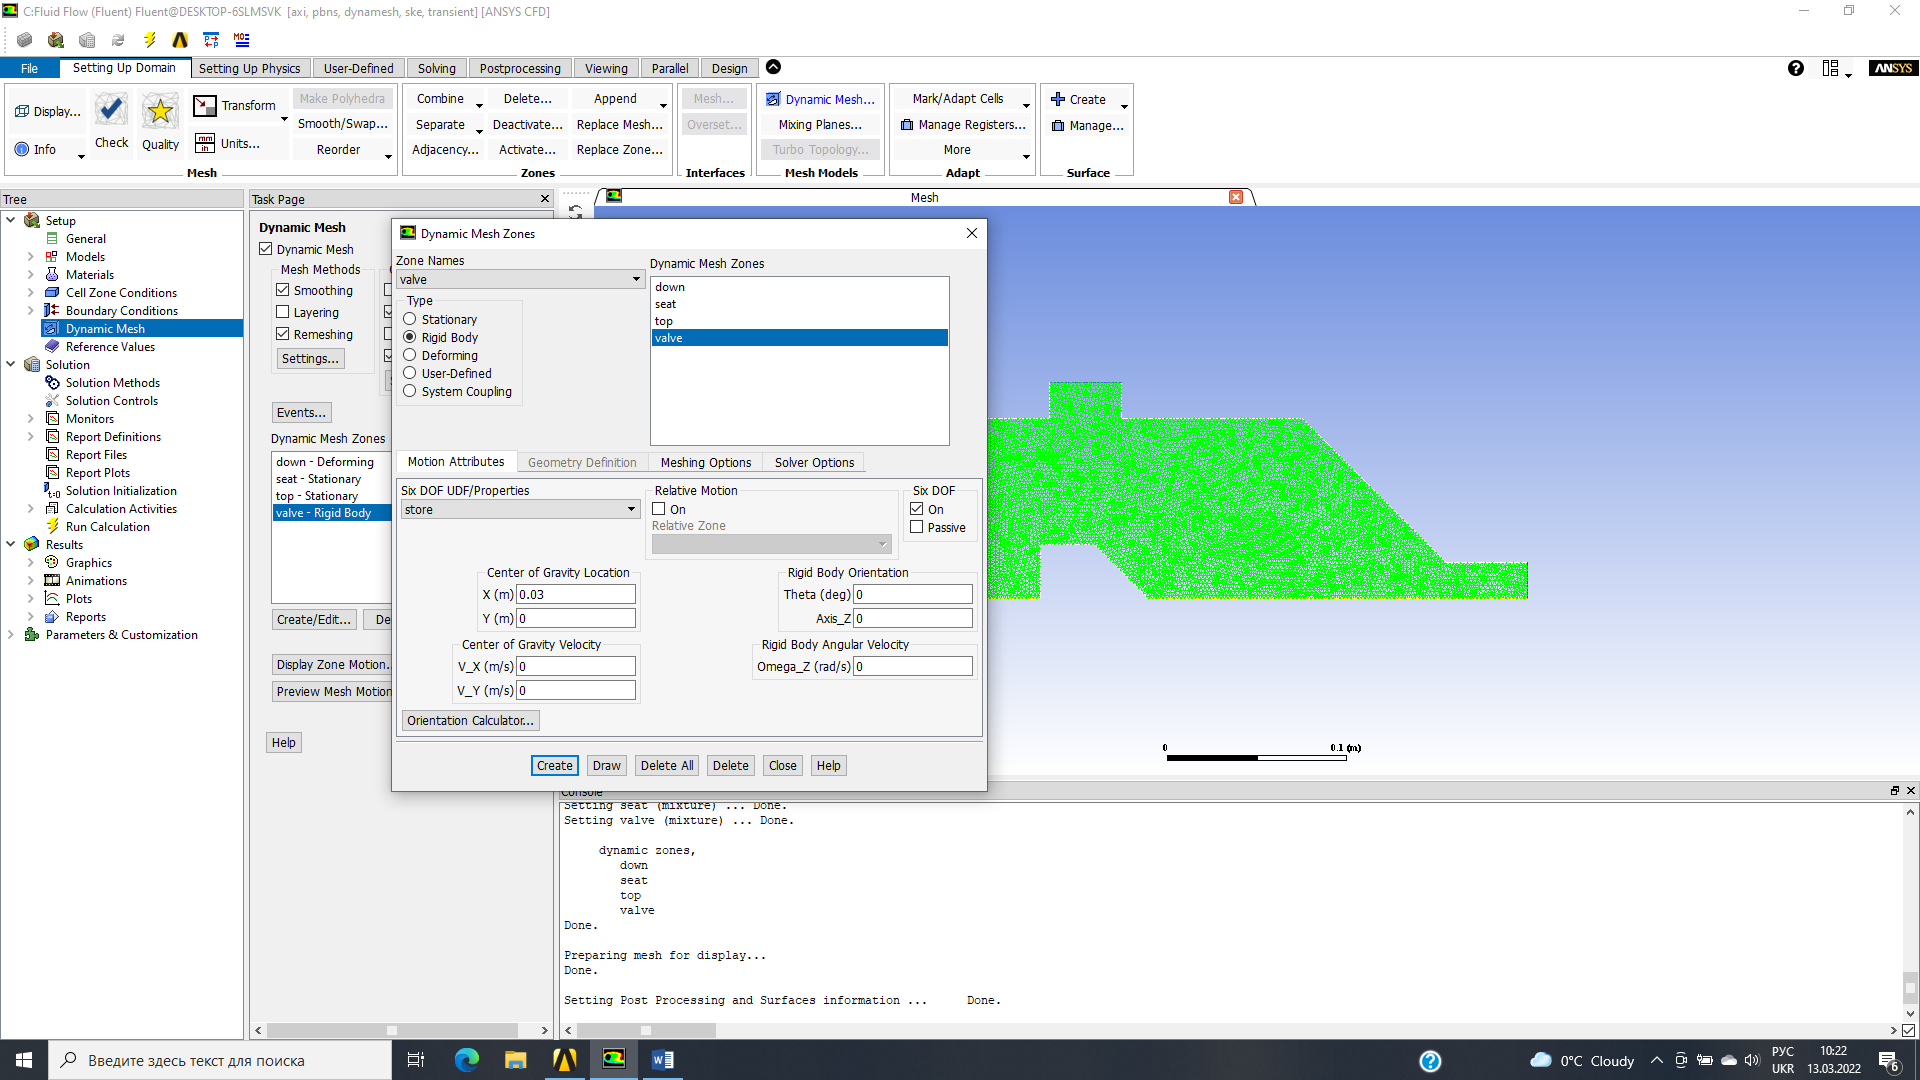 C:Fluid Flow (Fluent) Fluent@DESKTOP-6SLMSVK [axi, pbns, dynamesh, ske, transient] [ANSYS CFD]
File
Setting Up Domain
Setting Up Physics
User-Defined
Solving
Postprocessing
Viewing
Parallel
Design
ANSYS
Display...
Info
Check
Quality
Transform
Units...
Make Polyhedra
Smooth/Swap...
Reorder
Mesh
Combine
Delete...
Append
Separate
Deactivate...
Replace Mesh...
Adjacency...
Activate...
Replace Zone...
Zones
Mesh...
Overset...
Interfaces
Dynamic Mesh...
Mixing Planes...
Turbo Topology...
Mesh Models
Mark/Adapt Cells
Manage Registers...
More
Adapt
Create
Manage...
Surface
Tree
Setup
General
Models
Materials
Cell Zone Conditions
Boundary Conditions
Dynamic Mesh
Reference Values
Solution
Solution Methods
Solution Controls
Monitors
Report Definitions
Report Files
Report Plots
Solution Initialization
Calculation Activities
Run Calculation
Results
Graphics
Animations
Plots
Reports
Parameters & Customization
Task Page
Dynamic Mesh
Dynamic Mesh
Mesh Methods
Smoothing
Layering
Remeshing
Settings...
Events...
Dynamic Mesh Zones
down - Deforming
seat - Stationary
top - Stationary
valve - Rigid Body
Create/Edit...
De
Display Zone Motion.
Preview Mesh Motion
Help
Mesh
Dynamic Mesh Zones
Zone Names
valve
Type
Stationary
Rigid Body
Deforming
User-Defined
System Coupling
Dynamic Mesh Zones
down
seat
top
valve
Motion Attributes
Geometry Definition
Meshing Options
Solver Options
Six DOF UDF/Properties
store
Relative Motion
On
Relative Zone
Six DOF
On
Passive
Center of Gravity Location
X (m) 0.03
Y (m) 0
Rigid Body Orientation
Theta (deg) 0
Axis_Z 0
Center of Gravity Velocity
V_X (m/s) 0
V_Y (m/s) 0
Rigid Body Angular Velocity
Omega_Z (rad/s) 0
Orientation Calculator...
Create
Draw
Delete All
Delete
Close
Help
0
0.1 (m)
Console
Setting seat (mixture) ... Done.
Setting valve (mixture) ... Done.
dynamic zones,
down
seat
top
valve
Done.
Preparing mesh for display...
Done.
Setting Post Processing and Surfaces information ... Done.
Введите здесь текст для поиска
0°C Cloudy
РУС
UKR
10:22
13.03.2022
6